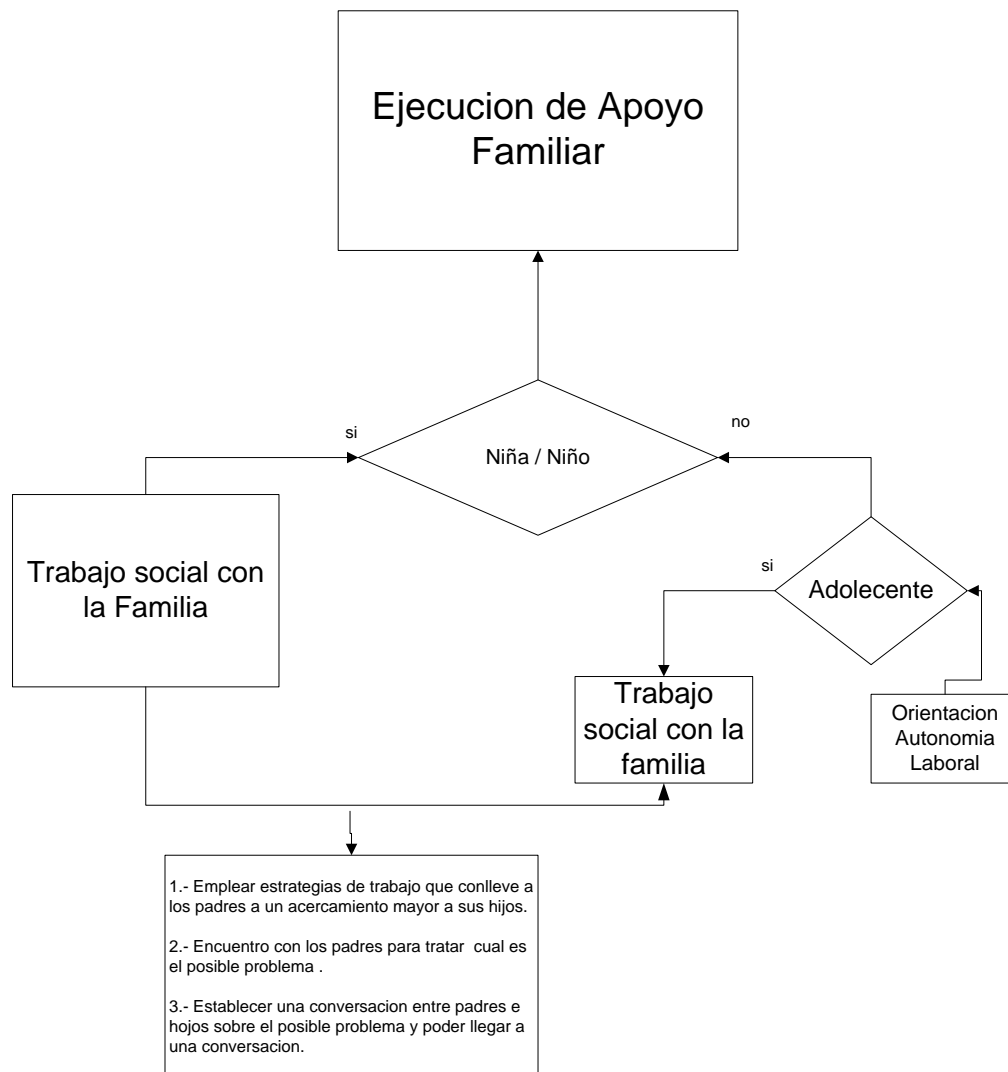 Ejecucion de Apoyo
Familiar
si
no
Niña / Niño
Trabajo social con
la Familia
si
Adolecente
Trabajo
social con la
familia
Orientacion
Autonomia
Laboral
1.- Emplear estrategias de trabajo que conlleve a
los padres a un acercamiento mayor a sus hijos.
2.- Encuentro con los padres para tratar cual es
el posible problema .
3.- Establecer una conversacion entre padres e
hojos sobre el posible problema y poder llegar a
una conversacion.